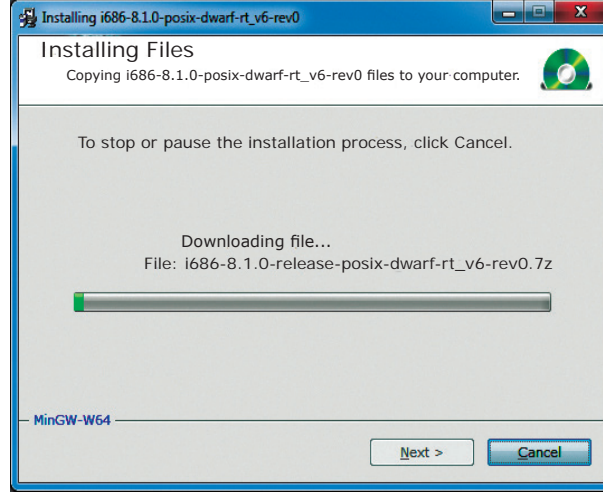 Installing i686-8.1.0-posix-dwarf-rt_v6-rev0
Installing Files
Copying i686-8.1.0-posix-dwarf-rt_v6-rev0 files to your computer.
To stop or pause the installation process, click Cancel.
Downloading file...
File: i686-8.1.0-release-posix-dwarf-rt_v6-rev0.7z
MinGW-W64
Next >
Cancel